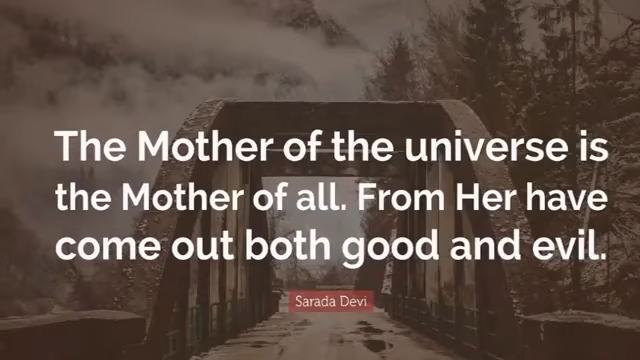 The Mother of the universe is
the Mother of all. From Her have
come out both good and evil.
Sarada Devi